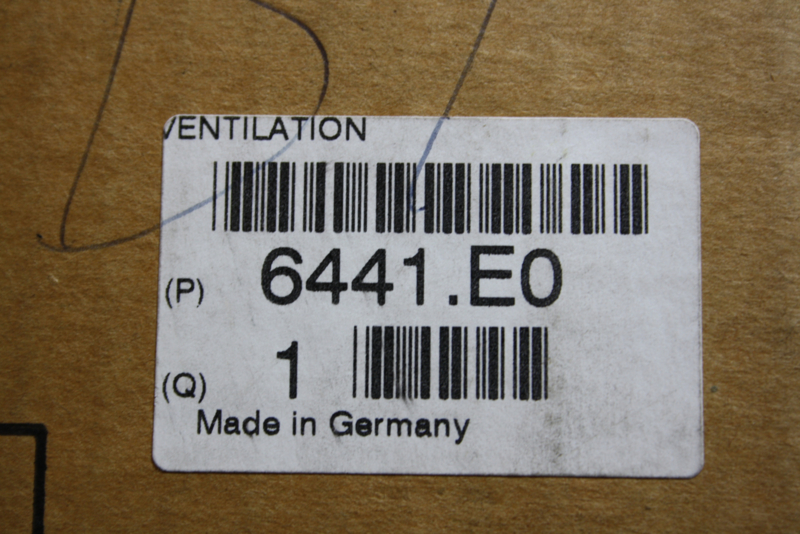 VENTILATION
(P) 6441.E0
(Q) 1
Made in Germany